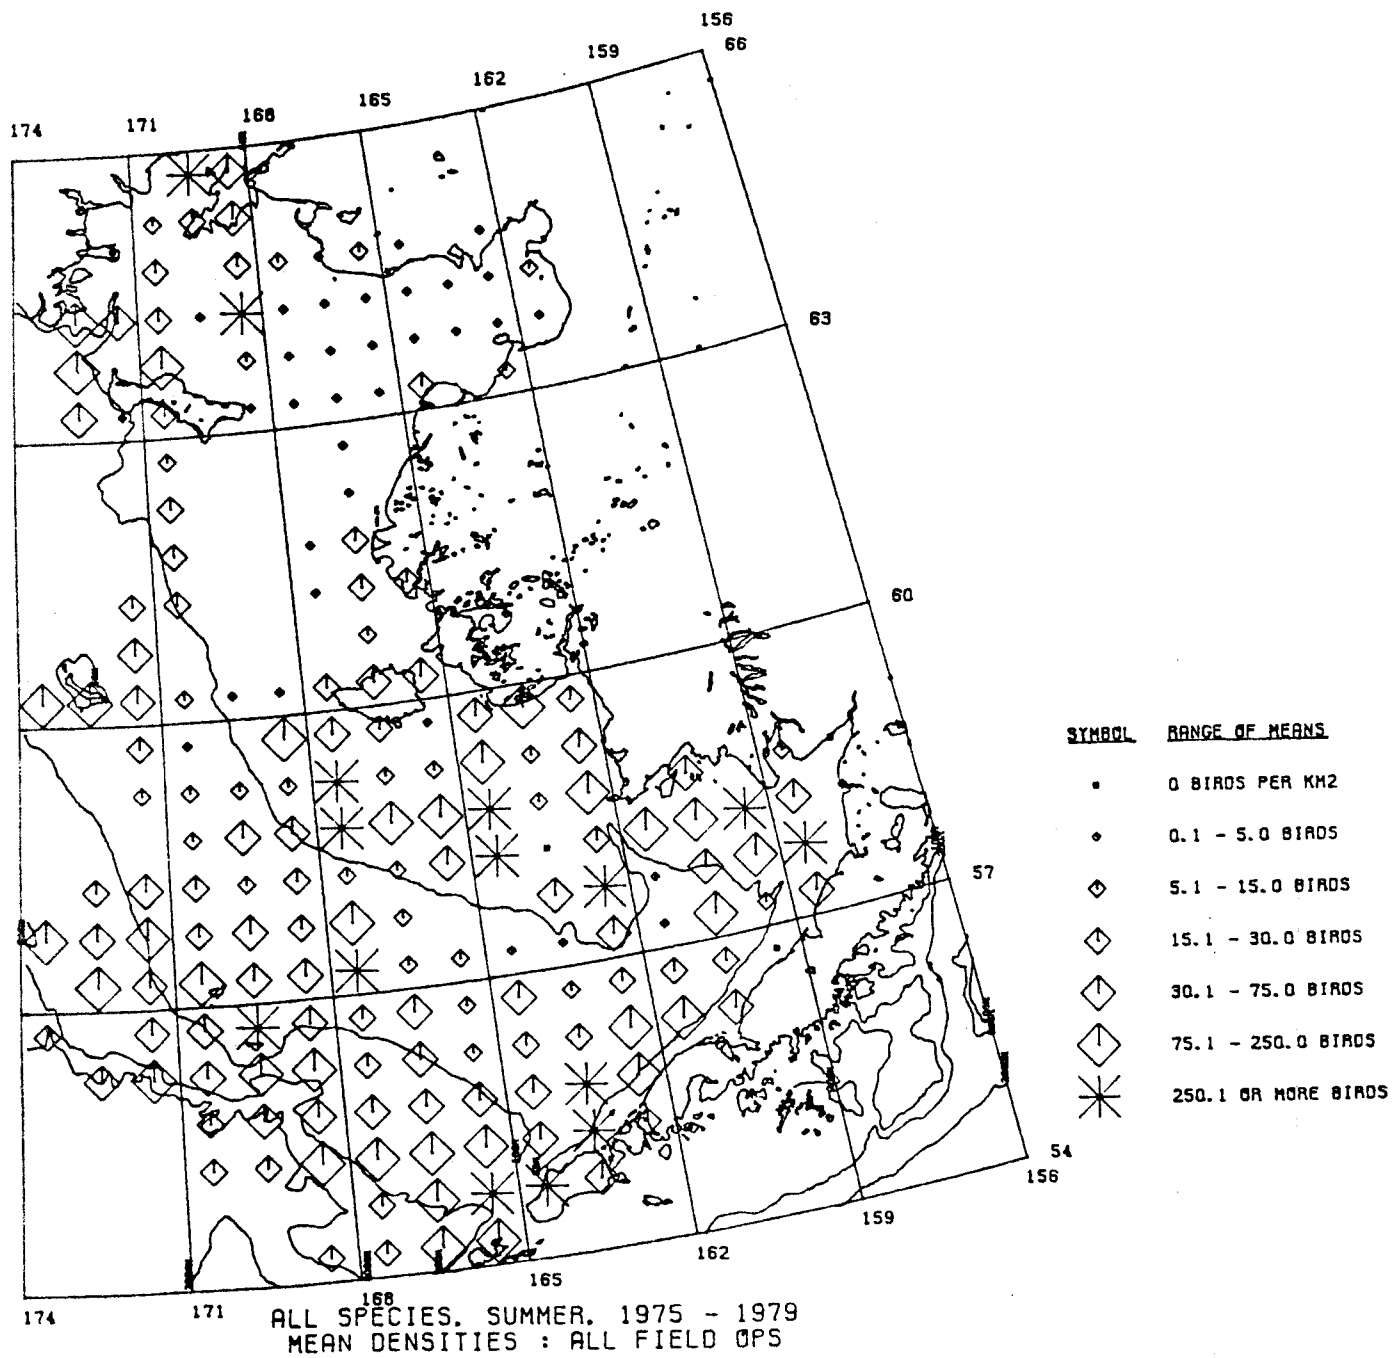 156
66
159
162
165
168
171
174
63
60
SYMBOL RANGE OF MEANS
0 BIRDS PER KM2
0.1 - 5.0 BIRDS
5.1 - 15.0 BIRDS
57
15.1 - 30.0 BIRDS
30.1 - 75.0 BIRDS
75.1 - 250.0 BIRDS
250.1 OR MORE BIRDS
54
156
159
162
165
168
171
174
ALL SPECIES. SUMMER. 1975 - 1979
MEAN DENSITIES : ALL FIELD OPS